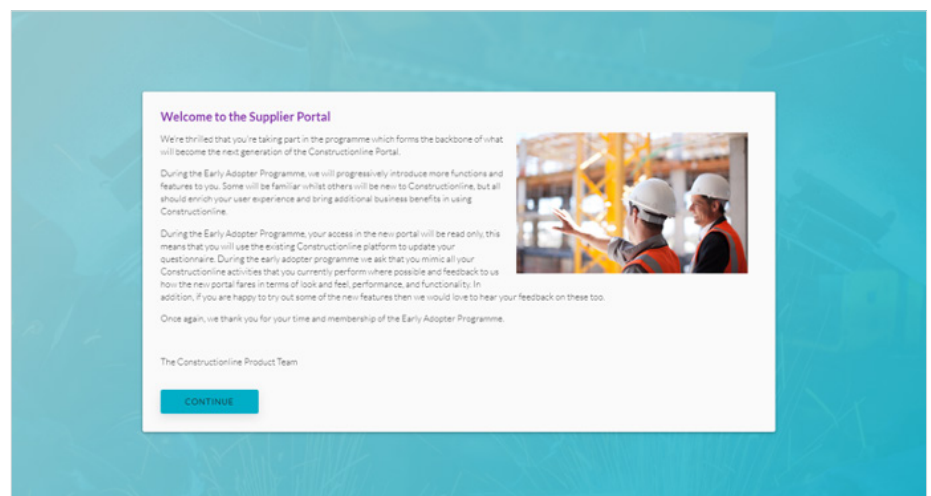 Welcome to the Supplier Portal
We're thrilled that you're taking part in the programme which forms the backbone of what
will become the next generation of the Constructionline Portal.
During the Early Adopter Programme, we will progressively introduce more functions and
features to you. Some will be familiar whilst others will be new to Constructionline, but all
should enrich your user experience and bring additional business benefits in using
Constructionline.
During the Early Adopter Programme, your access in the new portal will be read only, this
means that you will use the existing Constructionline platform to update your
questionnaire. During the early adopter programme we ask that you mimic all your
Constructionline activities that you currently perform where possible and feedback to us
how the new portal fares in terms of look and feel, performance, and functionality. In
addition, if you are happy to try out some of the new features then we would love to hear your feedback on these too.
Once again, we thank you for your time and membership of the Early Adopter Programme.
The Constructionline Product Team
CONTINUE